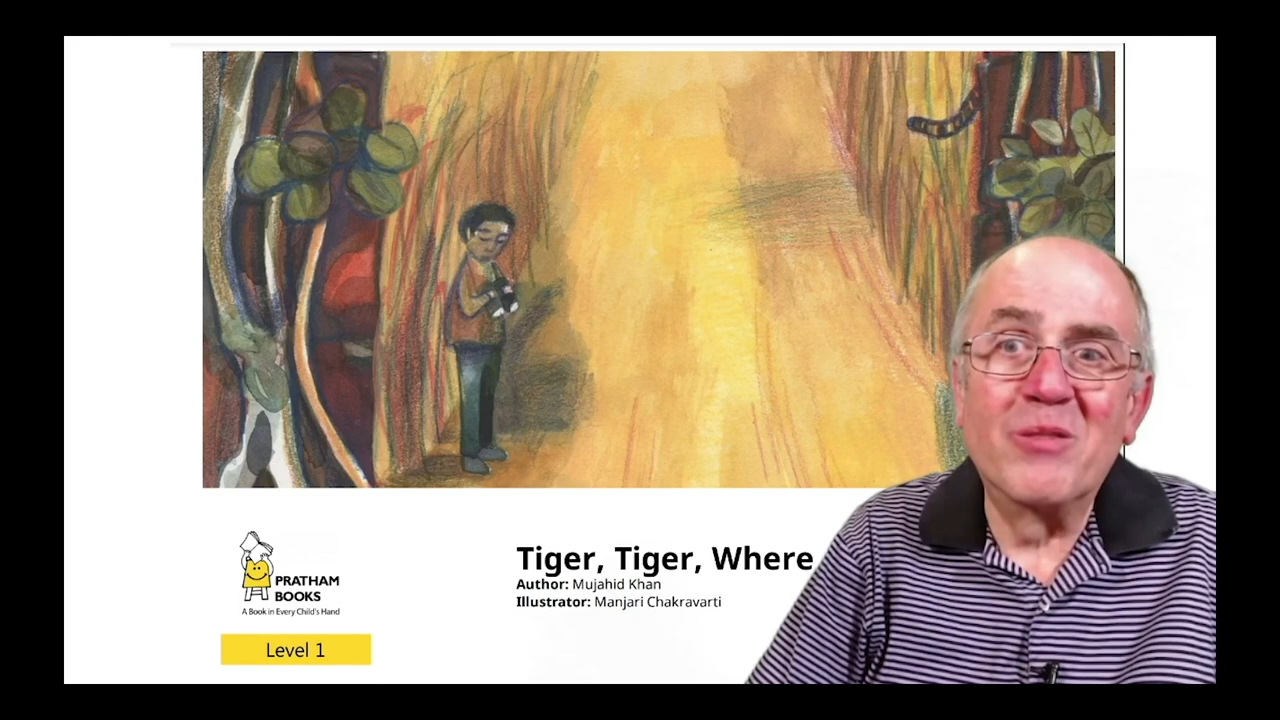 Tiger, Tiger, Where
Author: Mujahid Khan
Illustrator: Manjari Chakravarti
PRATHAM
BOOKS
A Book in Every Child's Hand
Level 1